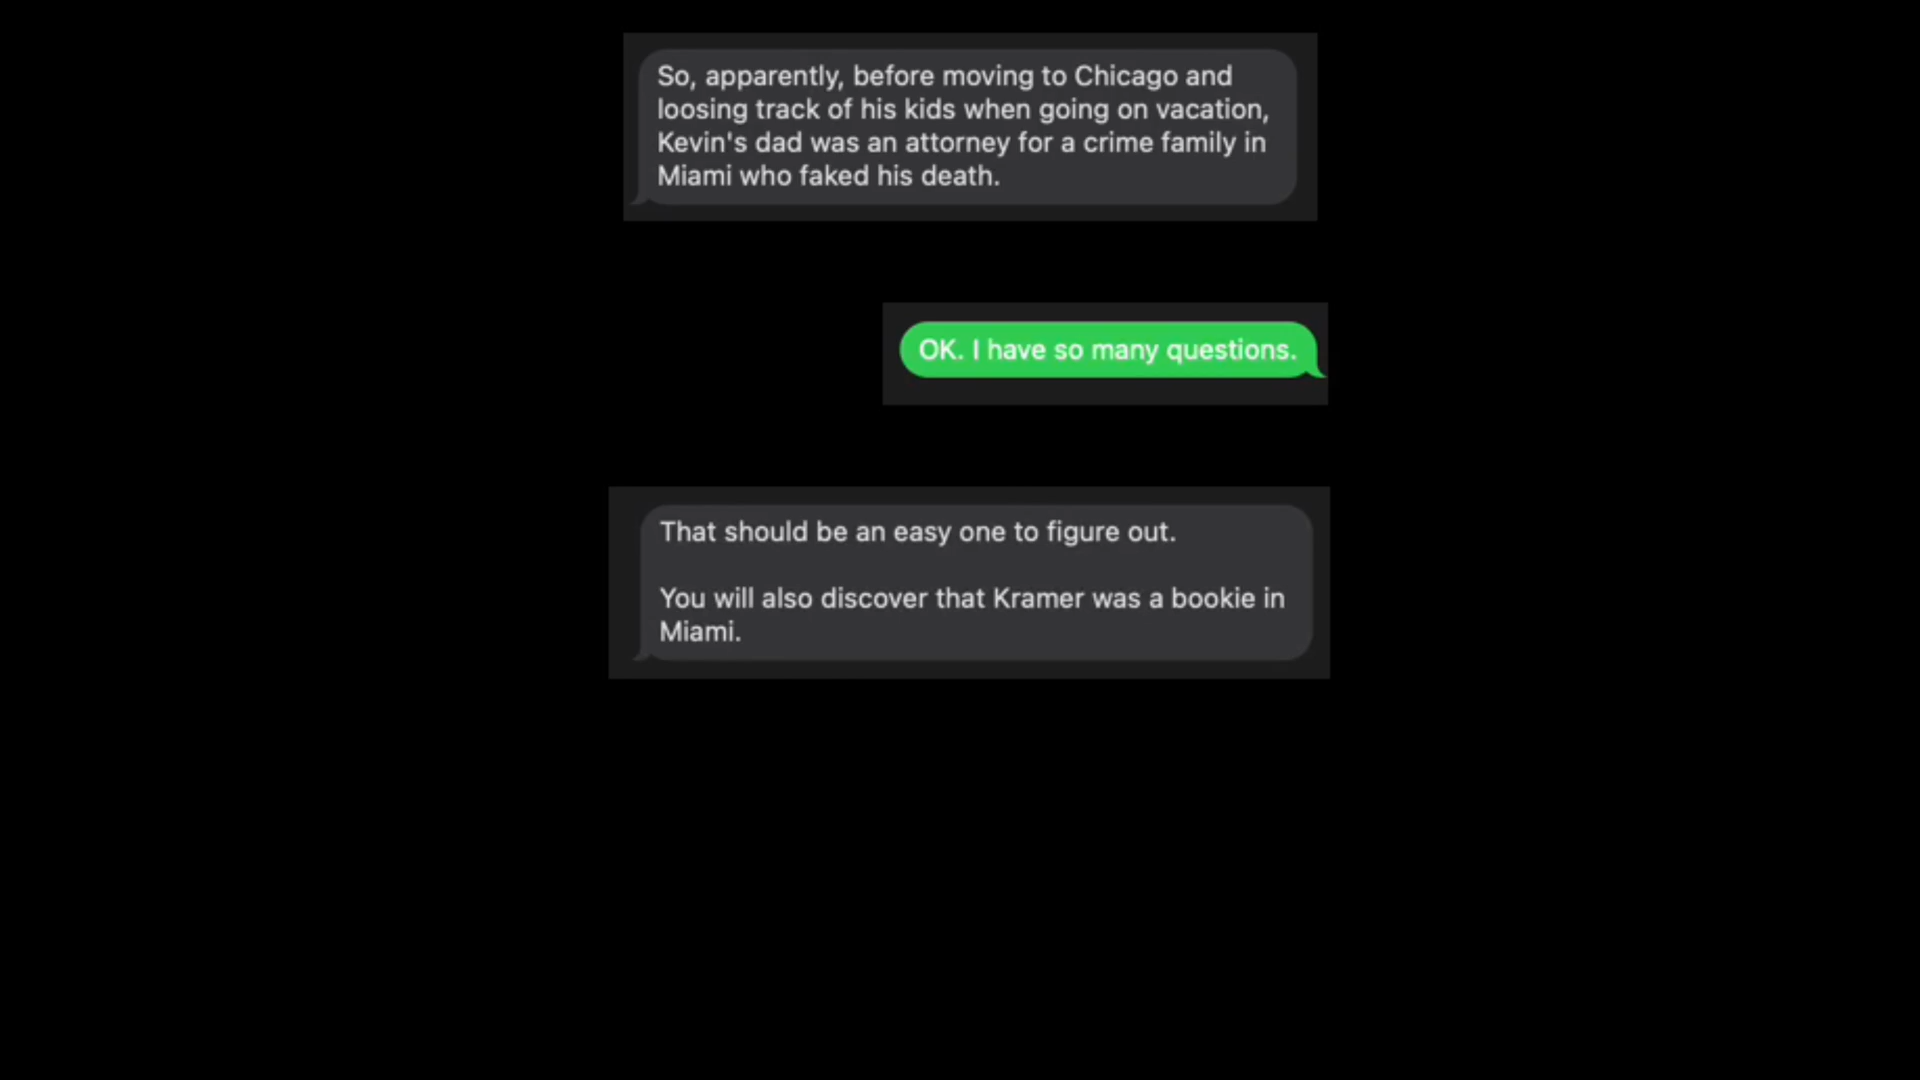 So, apparently, before moving to Chicago and
loosing track of his kids when going on vacation,
Kevin's dad was an attorney for a crime family in
Miami who faked his death.
OK. I have so many questions.
That should be an easy one to figure out.
You will also discover that Kramer was a bookie in
Miami.